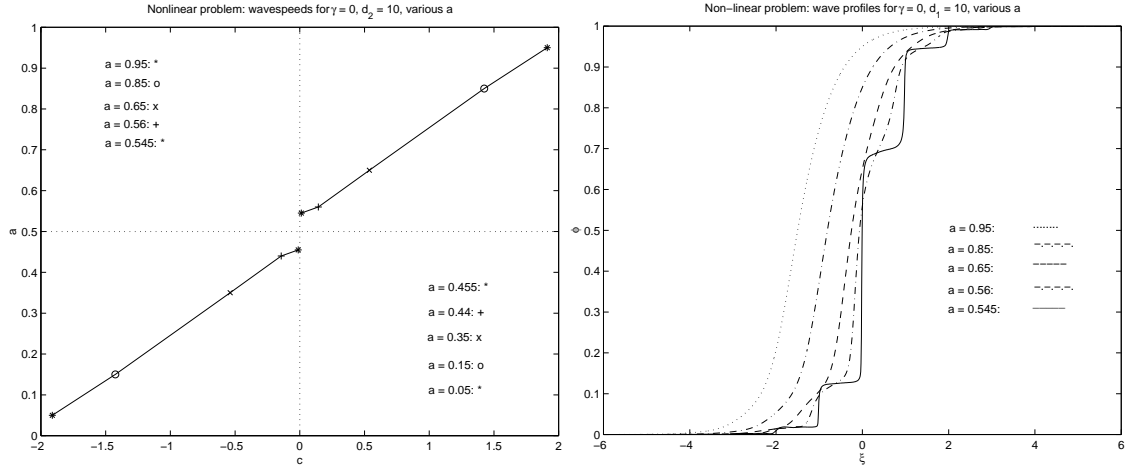 Nonlinear problem: wavespeeds for γ = 0, d2 = 10, various a
1
0.9
0.8
0.7
0.6
0.5
0.4
0.3
0.2
0.1
0
a
a = 0.95: *
a = 0.85: o
a = 0.65: x
a = 0.56: +
a = 0.545: *
a = 0.455: *
a = 0.44: +
a = 0.35: x
a = 0.15: o
a = 0.05: *
−2 −1.5 −1 −0.5 0 0.5 1 1.5 2
c
Non−linear problem: wave profiles for γ = 0, d1 = 10, various a
1
0.9
0.8
0.7
0.6
0.5
0.4
0.3
0.2
0.1
0
φ
a = 0.95:
a = 0.85:
a = 0.65:
a = 0.56:
a = 0.545:
−6 −4 −2 0 2 4 6
ξ